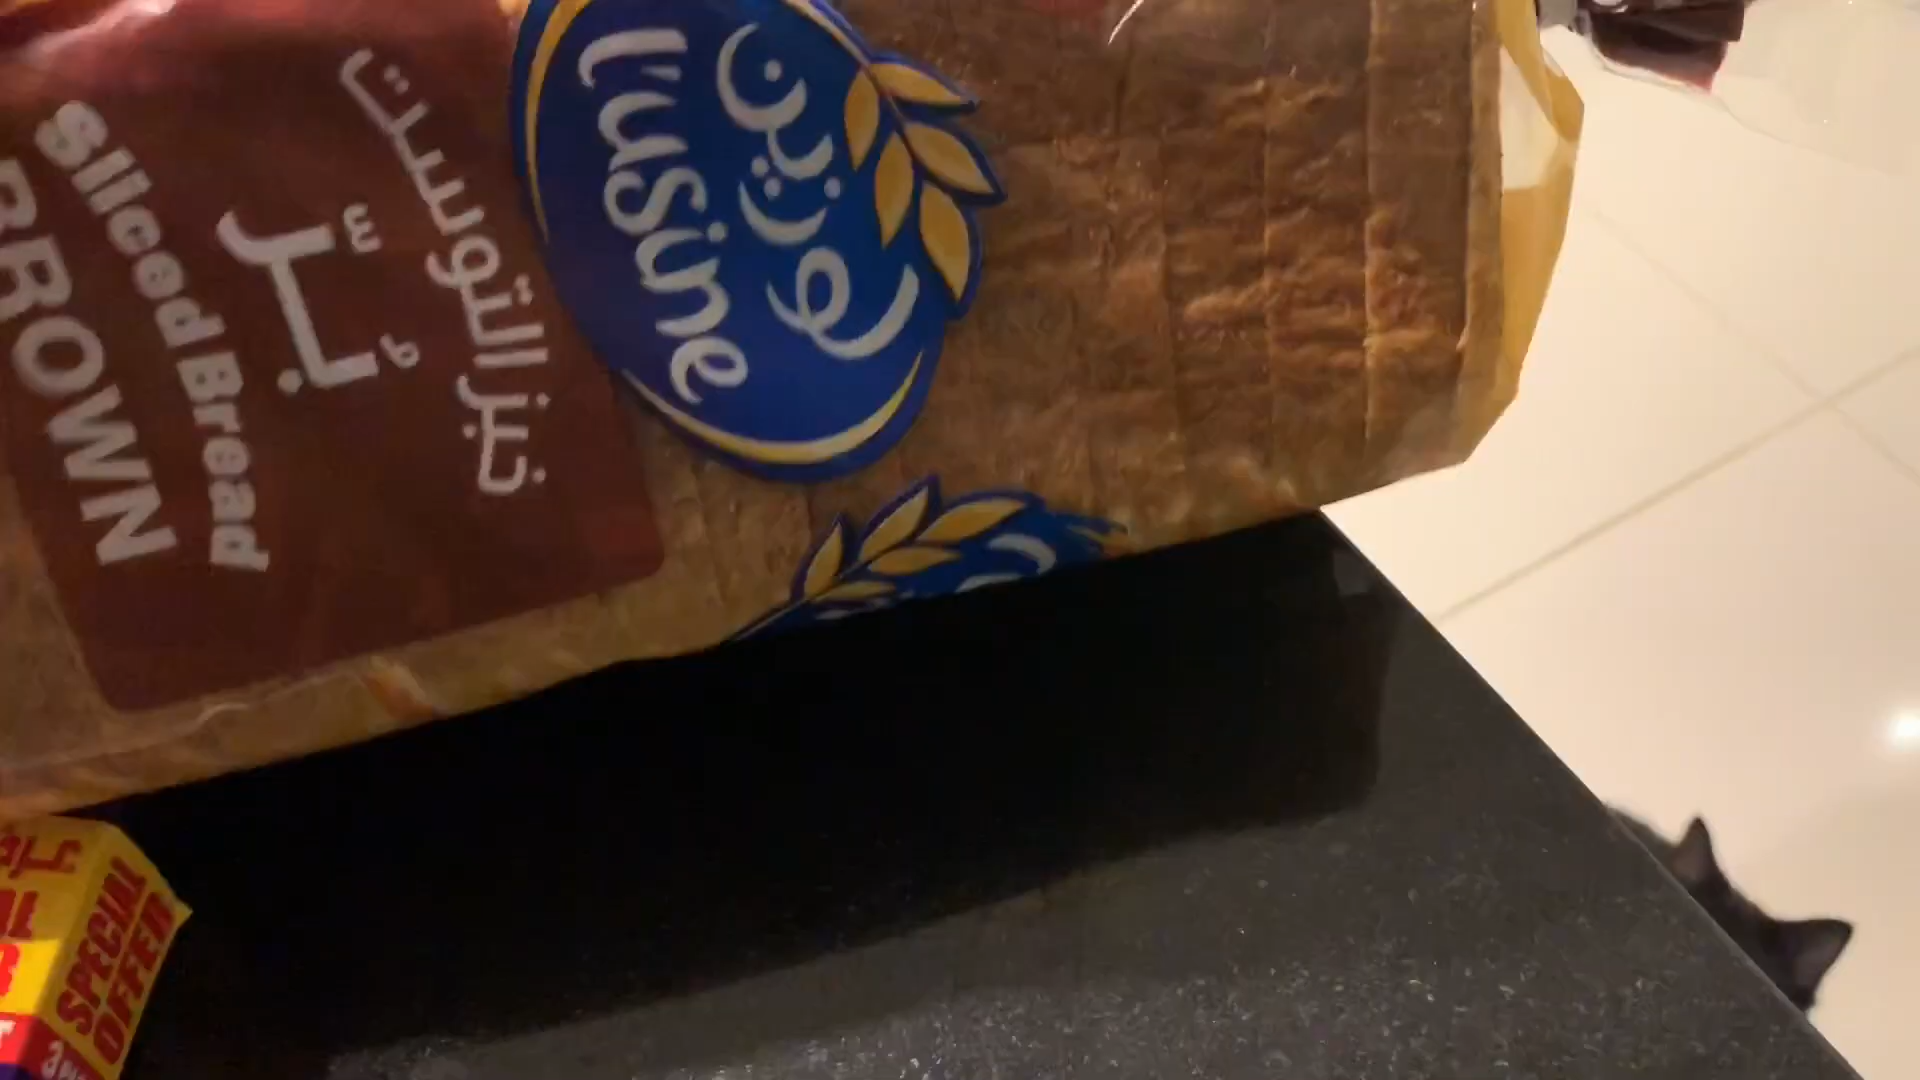 لوزين
l'usine
خبز التوست
بُرّ
Sliced Bread
BROWN
SPECIAL
OFFER